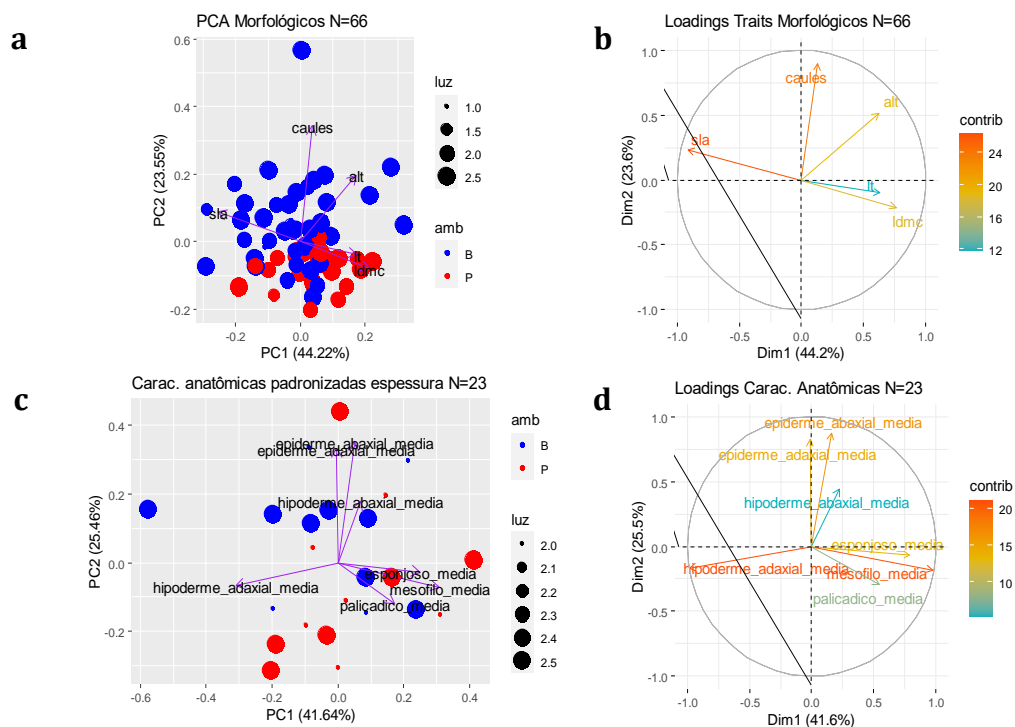 a
PCA Morfológicos N=66
PC2 (23.55%)
0.6
0.4
0.2
0.0
-0.2
caules
alt
sla
lt
ldmc
-0.2
0.0
0.2
PC1 (44.22%)
luz
1.0
1.5
2.0
2.5
amb
B
P
b
Loadings Traits Morfológicos N=66
Dim2 (23.6%)
1.0
0.5
0.0
-0.5
-1.0
caules
alt
sla
lt
ldmc
-1.0
-0.5
0.0
0.5
1.0
Dim1 (44.2%)
contrib
24
20
16
12
c
Carac. anatômicas padronizadas espessura N=23
PC2 (25.46%)
0.4
0.2
0.0
-0.2
epiderme_abaxial_media
epiderme_adaxial_media
hipoderme_abaxial_media
esponjoso_media
hipoderme_adaxial_media
mesofilo_media
paliçadico_media
-0.6
-0.4
-0.2
0.0
0.2
0.4
PC1 (41.64%)
amb
B
P
luz
2.0
2.1
2.2
2.3
2.4
2.5
d
Loadings Carac. Anatômicas N=23
Dim2 (25.5%)
1.0
0.5
0.0
-0.5
-1.0
epiderme_abaxial_media
epiderme_adaxial_media
hipoderme_abaxial_media
esponjoso_media
hipoderme_adaxial_media
mesofilo_media
paliçadico_media
-1.0
-0.5
0.0
0.5
1.0
Dim1 (41.6%)
contrib
20
15
10